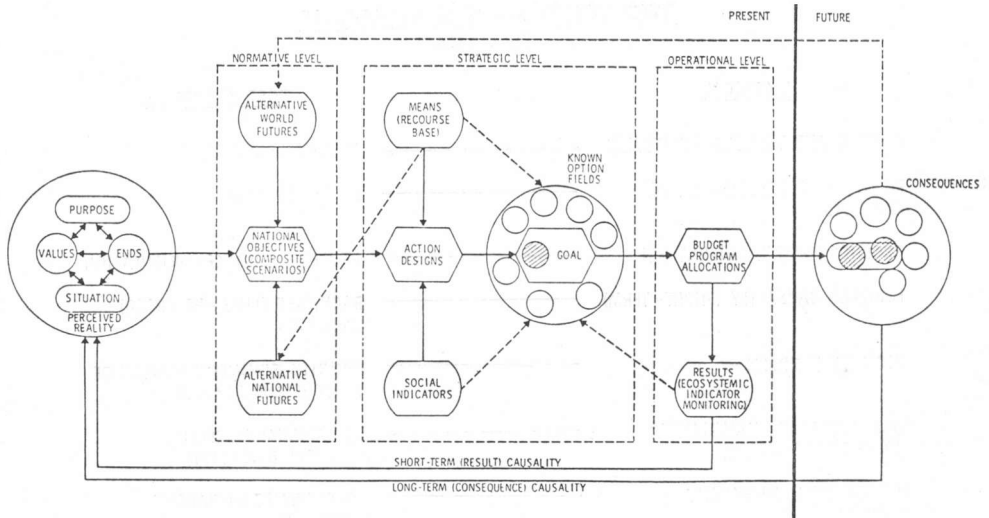 PRESENT
FUTURE
NORMATIVE LEVEL
STRATEGIC LEVEL
OPERATIONAL LEVEL
ALTERNATIVE
WORLD
FUTURES
MEANS
(RECOURSE
BASE)
KNOWN
OPTION
FIELDS
CONSEQUENCES
PURPOSE
VALUES
ENDS
SITUATION
PERCEIVED
REALITY
NATIONAL
OBJECTIVES
(COMPOSITE
SCENARIOS)
ACTION
DESIGNS
GOAL
BUDGET
PROGRAM
ALLOCATIONS
ALTERNATIVE
NATIONAL
FUTURES
SOCIAL
INDICATORS
RESULTS
(ECOSYSTEMIC
INDICATOR
MONITORING)
SHORT-TERM (RESULT) CAUSALITY
LONG-TERM (CONSEQUENCE) CAUSALITY